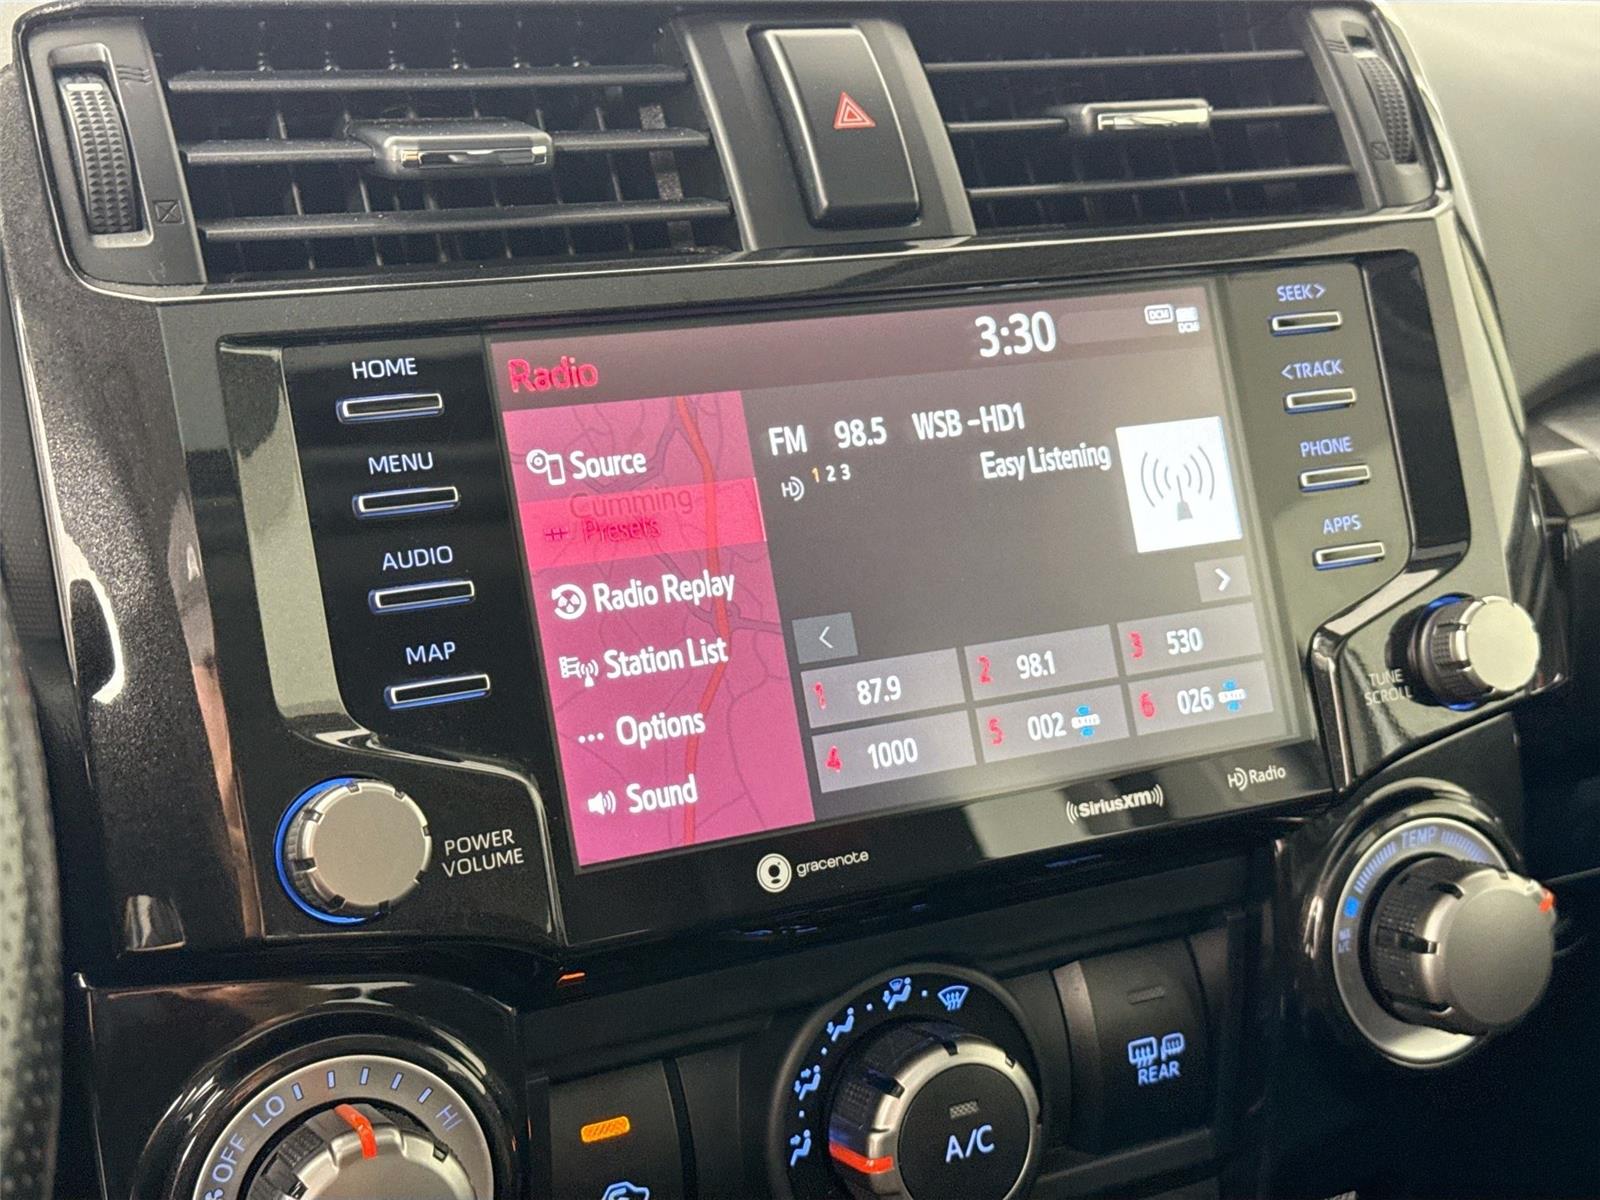 HOME
MENU
AUDIO
MAP
POWER
VOLUME
Radio
3:30
DCM
DCM
Source
Cumming
Presets
Radio Replay
Station List
... Options
Sound
FM 98.5 WSB -HD1
HD 1 2 3
Easy Listening
<
>
1 87.9
2 98.1
3 530
4 1000
5 002
6 026
gracenote
SiriusXM
HD Radio
SEEK>
<TRACK
PHONE
APPS
TUNE
SCROLL
TEMP
MAX
A/C
OFF LO HI
A/C
REAR